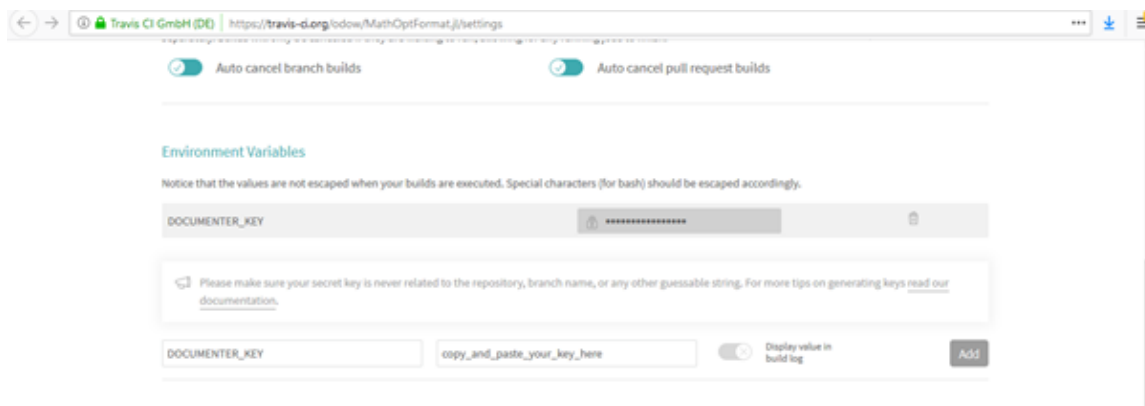 Travis CI GmbH (DE) https://travis-ci.org/odow/MathOptFormat.jl/settings
Auto cancel branch builds Auto cancel pull request builds
Environment Variables
Notice that the values are not escaped when your builds are executed. Special characters (for bash) should be escaped accordingly.
DOCUMENTER_KEY ••••••••••••••••
Please make sure your secret key is never related to the repository, branch name, or any other guessable string. For more tips on generating keys read our
documentation.
DOCUMENTER_KEY copy_and_paste_your_key_here Display value in
build log Add